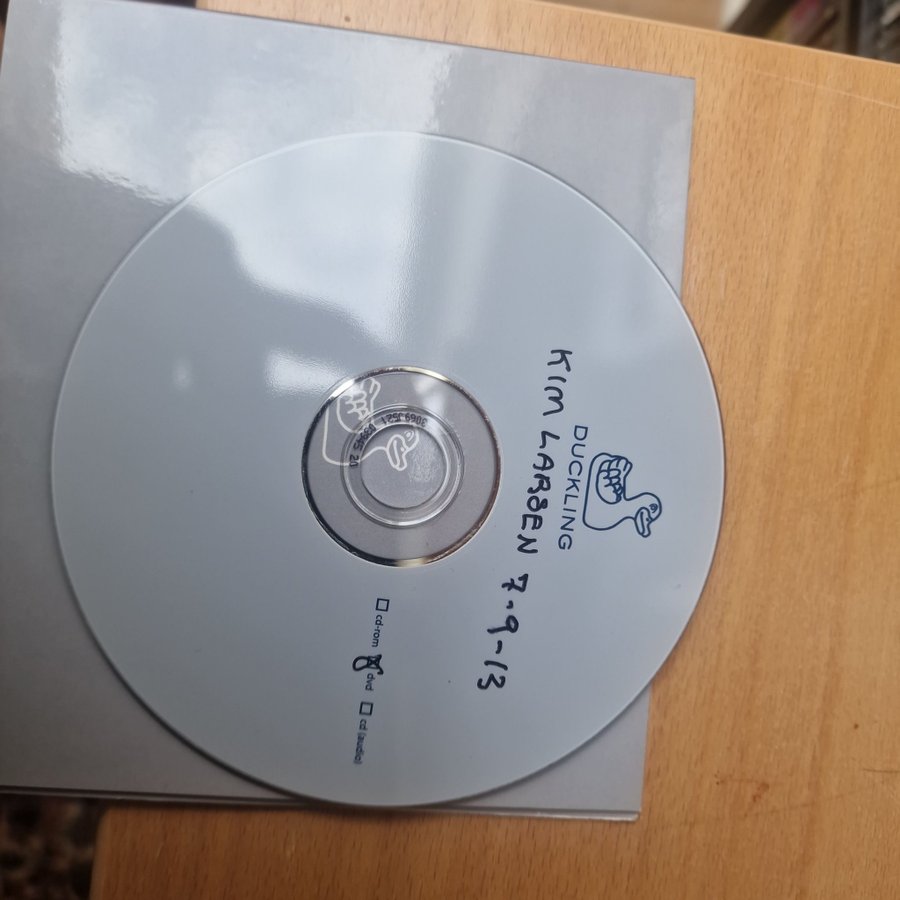 DUCKLING
KIM LARSEN 7-9-13
cd-rom dvd cd (audio)